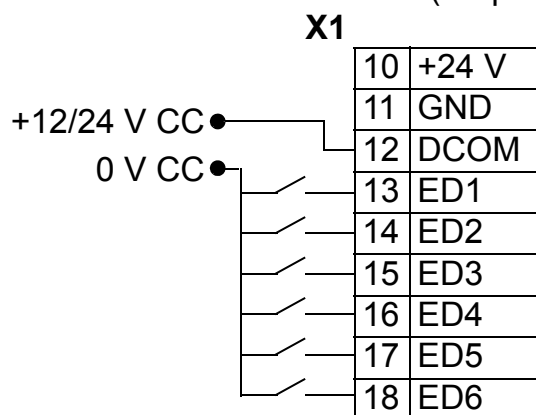 X1
10 +24 V
11 GND
+12/24 V CC
12 DCOM
0 V CC
13 ED1
14 ED2
15 ED3
16 ED4
17 ED5
18 ED6